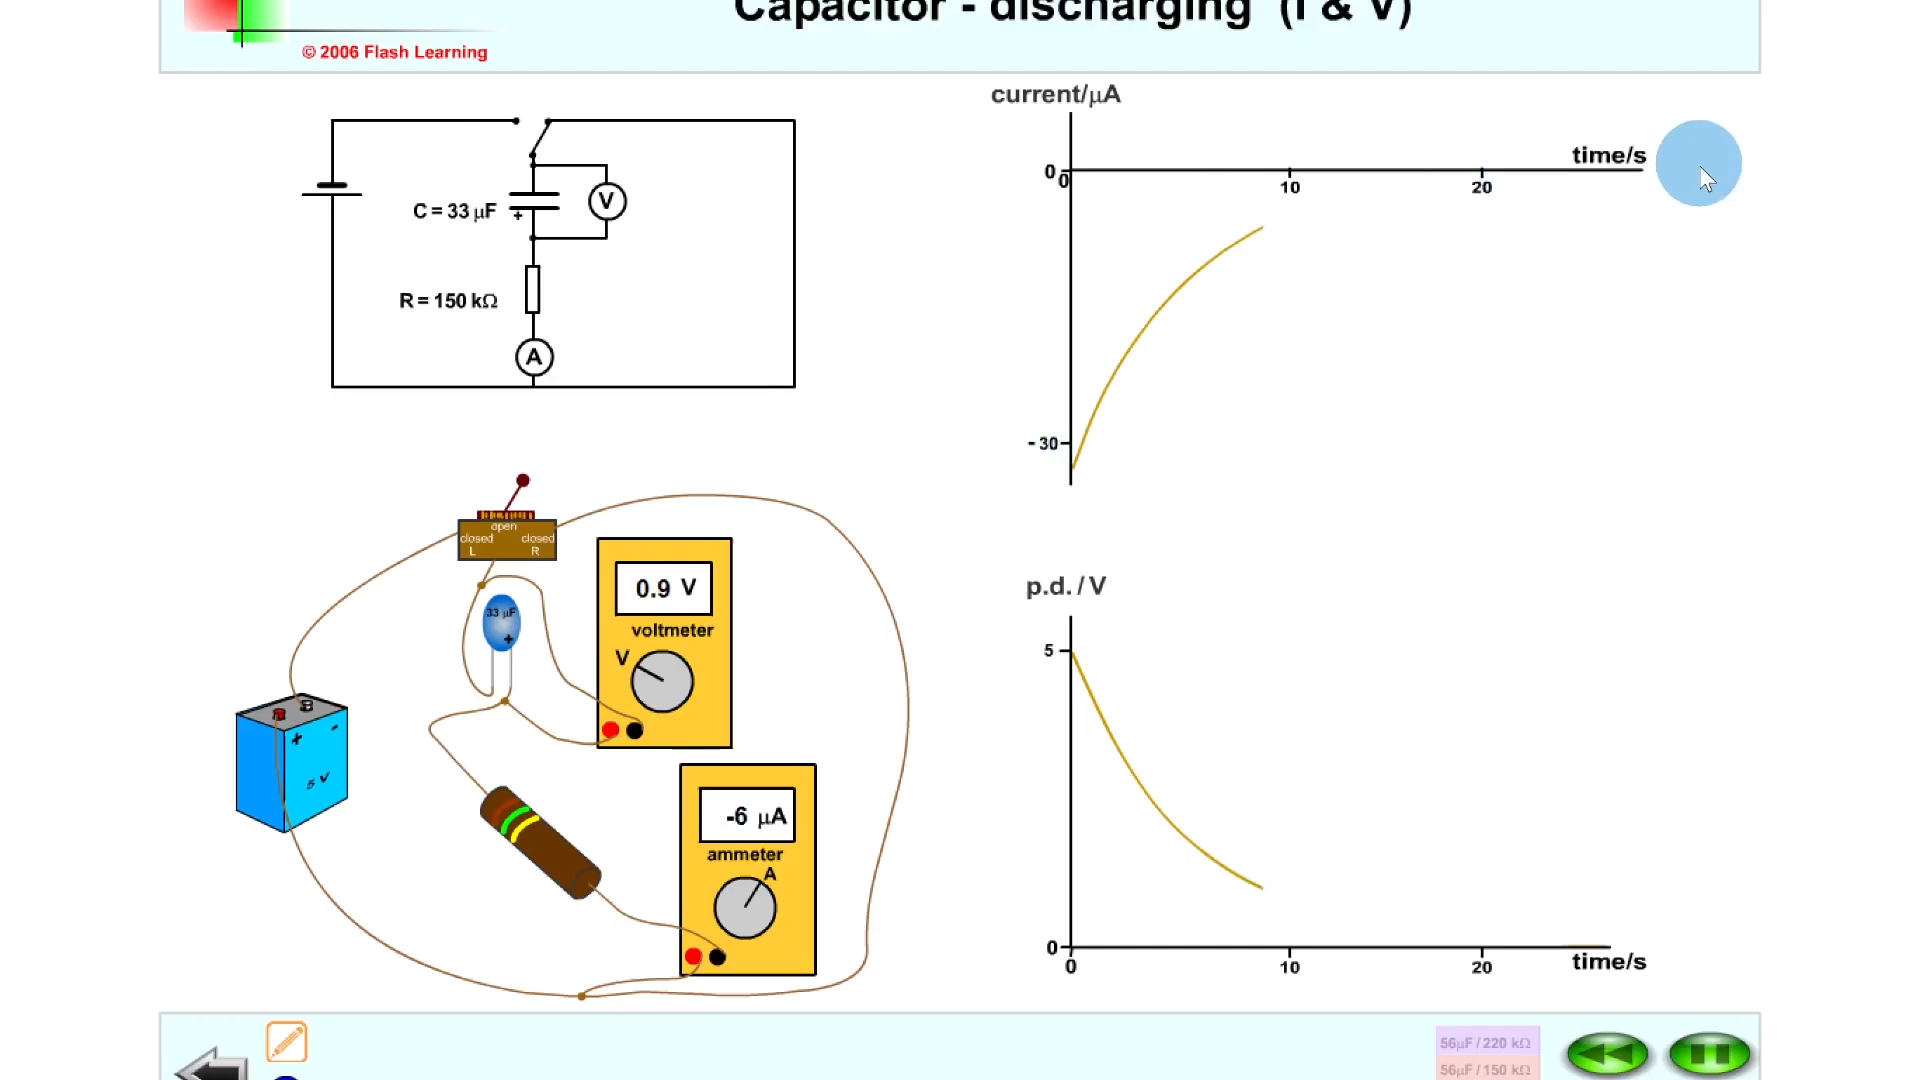 Capacitor - discharging (I & V)
© 2006 Flash Learning
C = 33 µF
+
V
R = 150 kΩ
A
current/µA
time/s
0
0
10
20
- 30
open
closed
closed
L
R
33 µF
+
0.9 V
voltmeter
V
+ -
5 V
-6 µA
ammeter
A
p.d. / V
5
0
0
10
20
time/s
56µF / 220 kΩ
56µF / 150 kΩ